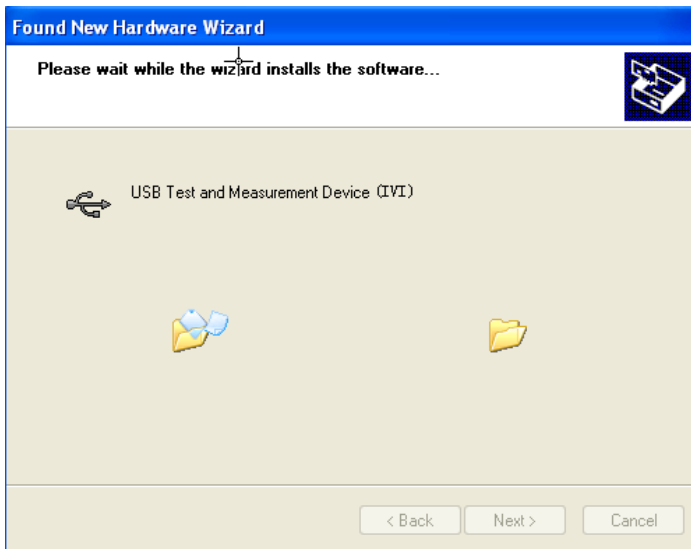 Found New Hardware Wizard
Please wait while the wizard installs the software...
USB Test and Measurement Device (IVI)
< Back
Next >
Cancel